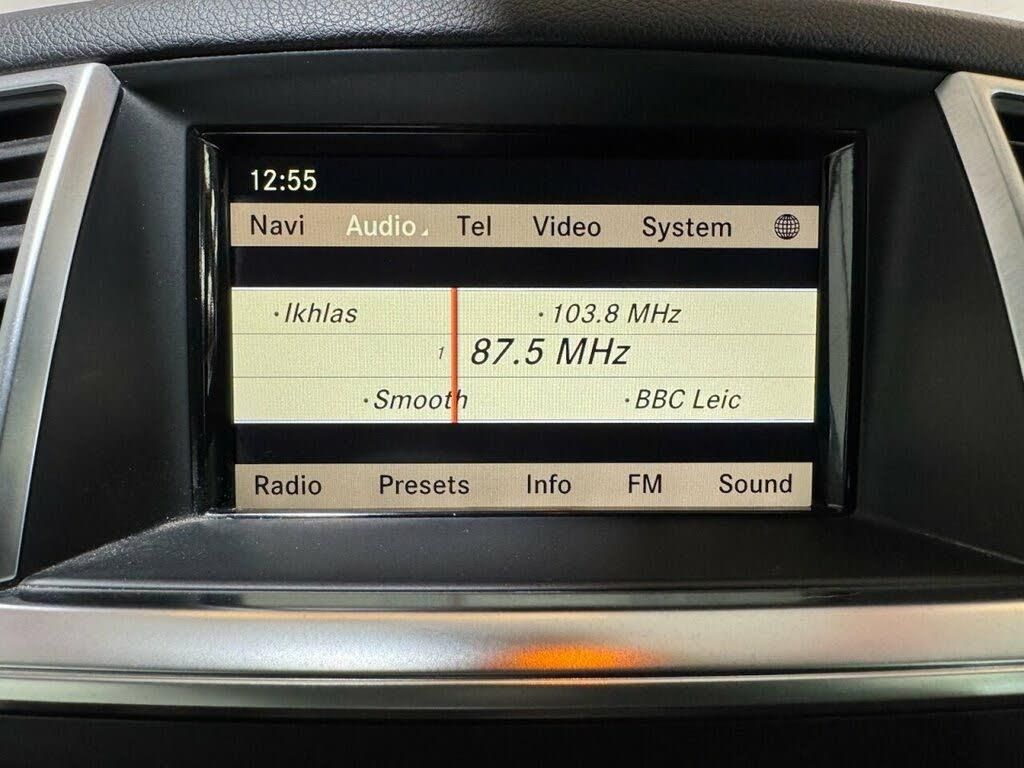 12:55
Navi Audio Tel Video System
·Ikhlas ·103.8 MHz
1 87.5 MHz
·Smooth ·BBC Leic
Radio Presets Info FM Sound